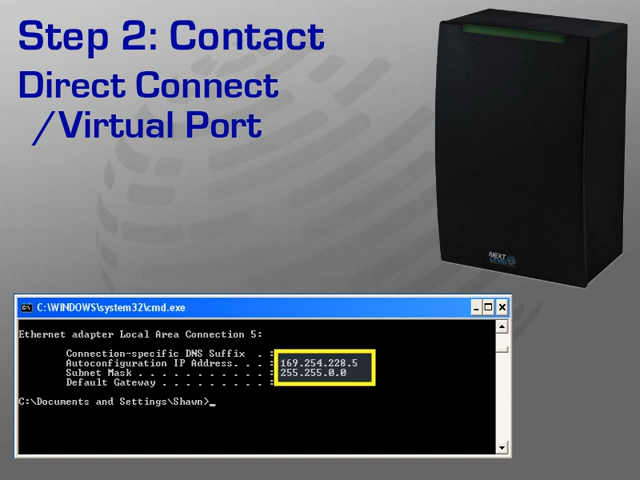 Step 2: Contact
Direct Connect
/Virtual Port
NEXT
C:\WINDOWS\system32\cmd.exe
Ethernet adapter Local Area Connection 5:
Connection-specific DNS Suffix . :
Autoconfiguration IP Address. . . : 169.254.228.5
Subnet Mask . . . . . . . . . . . : 255.255.0.0
Default Gateway . . . . . . . . . :
C:\Documents and Settings\Shawn>_